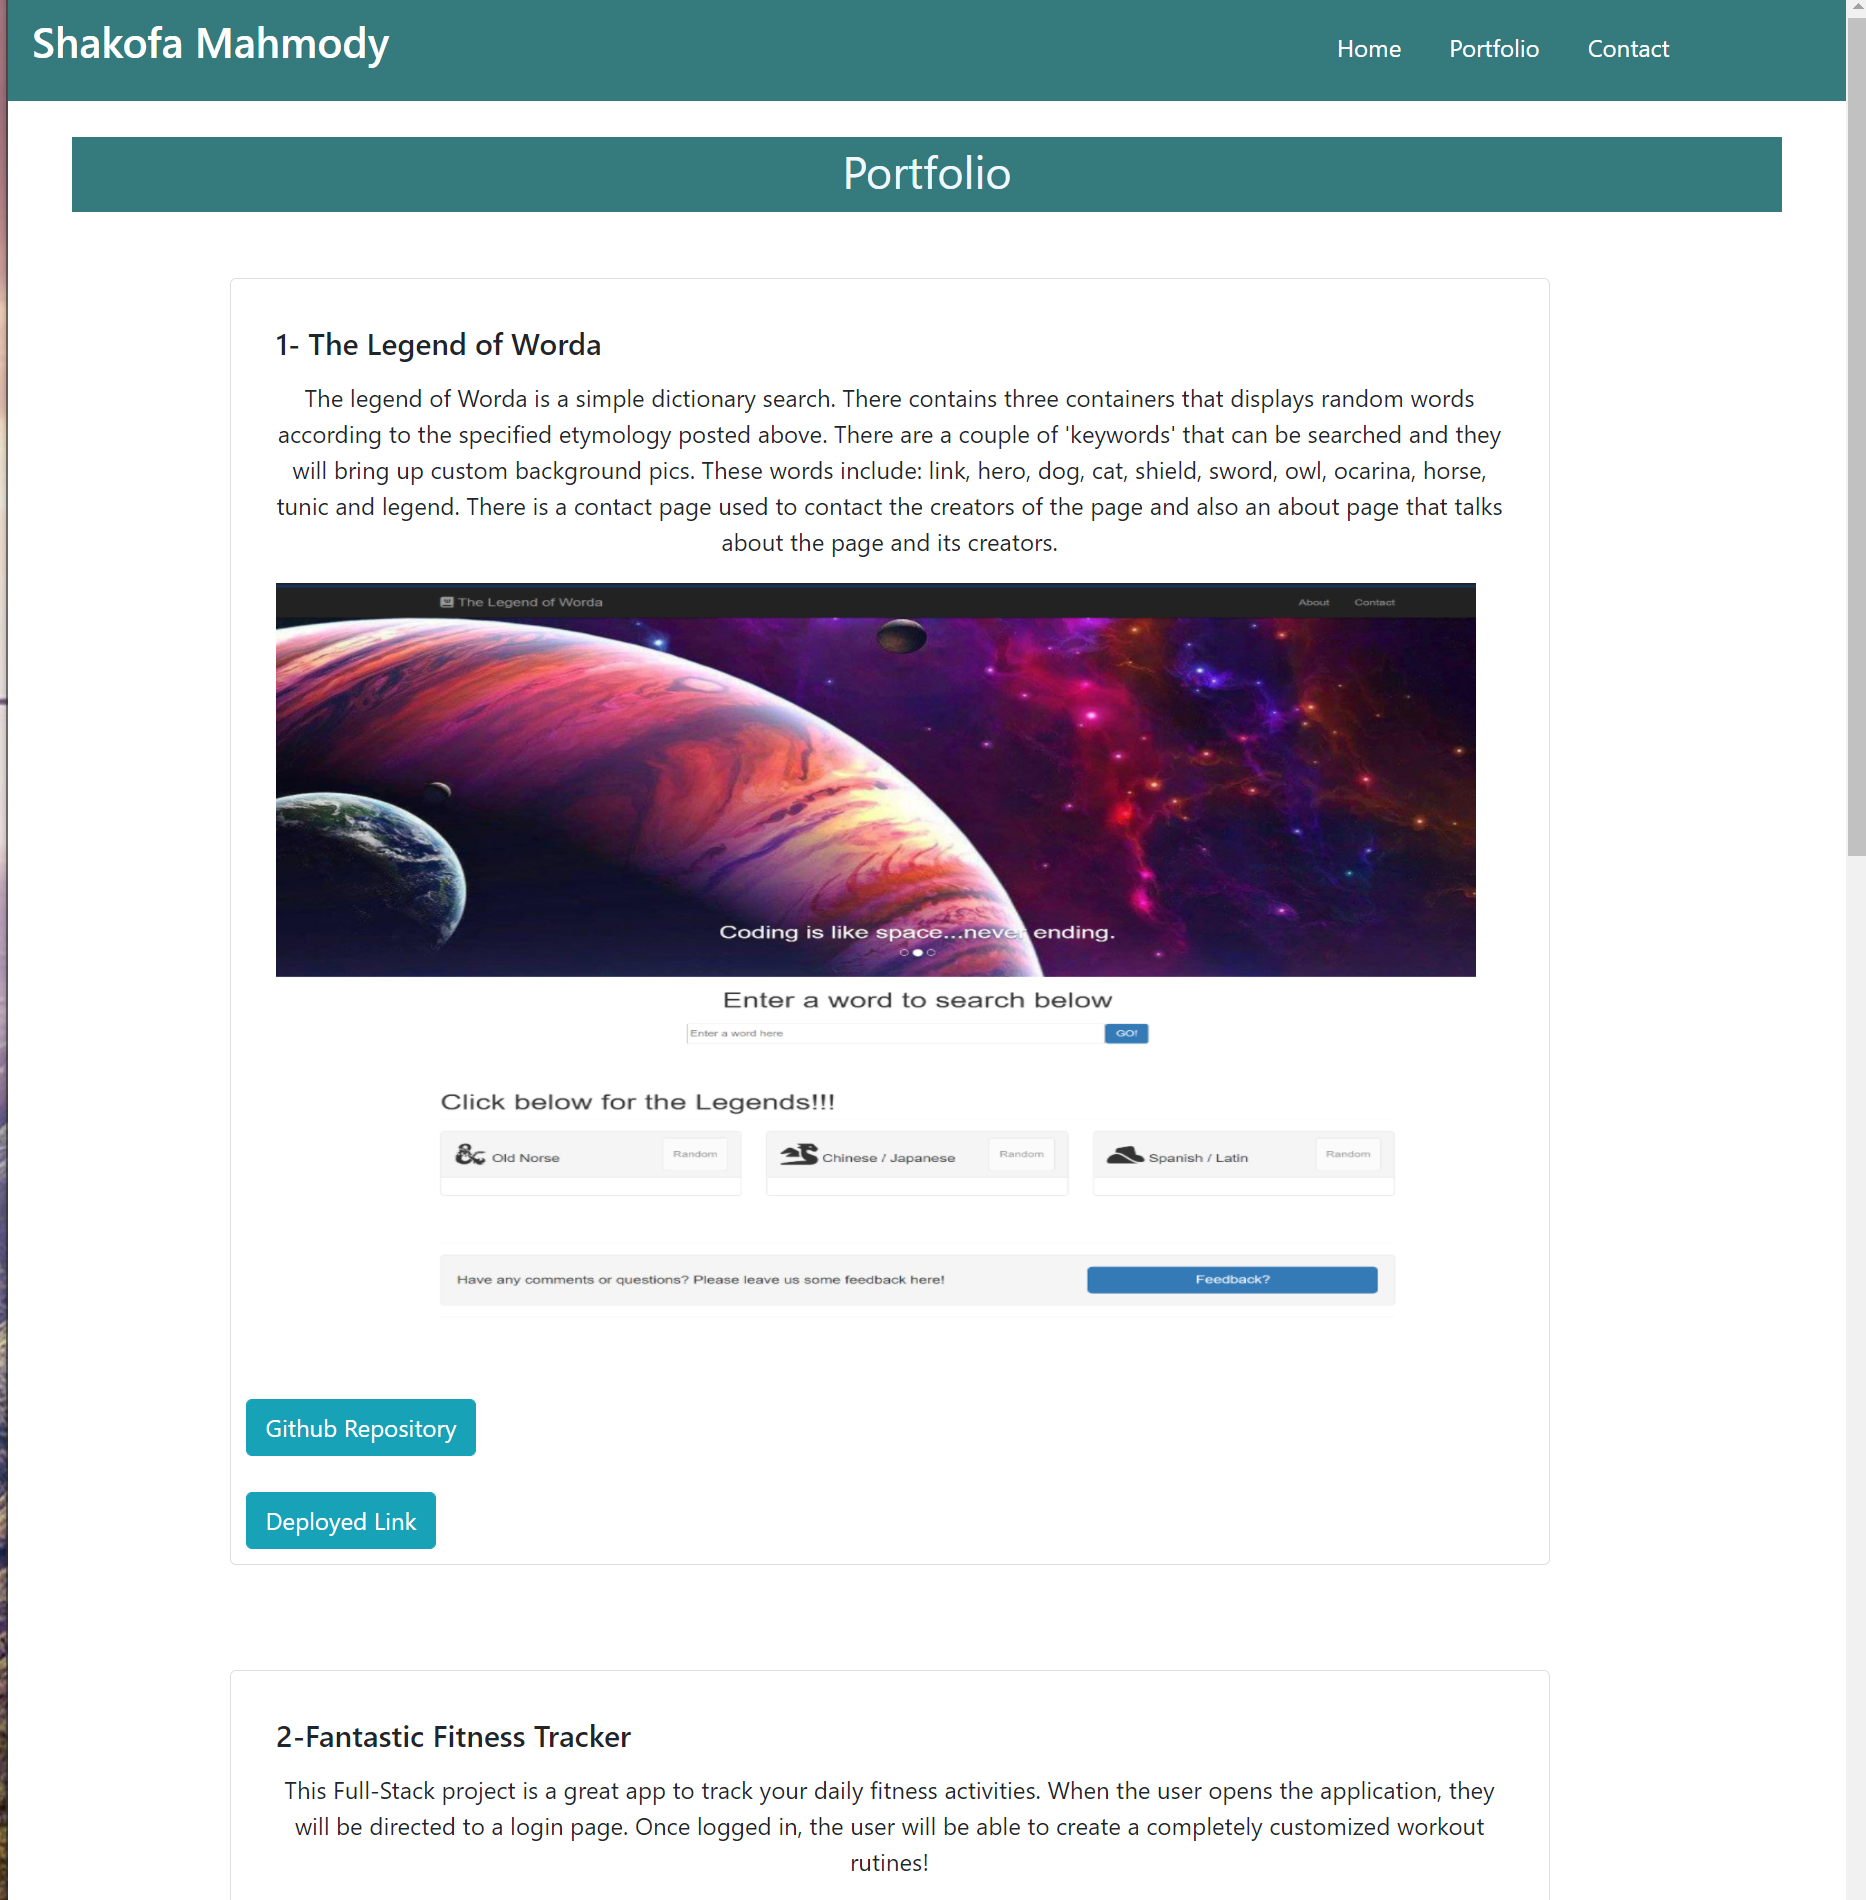 Shakofa Mahmody
Home Portfolio Contact
Portfolio
1- The Legend of Worda
The legend of Worda is a simple dictionary search. There contains three containers that displays random words
according to the specified etymology posted above. There are a couple of 'keywords' that can be searched and they
will bring up custom background pics. These words include: link, hero, dog, cat, shield, sword, owl, ocarina, horse,
tunic and legend. There is a contact page used to contact the creators of the page and also an about page that talks
about the page and its creators.
The Legend of Worda About Contact
Coding is like space...never ending.
Enter a word to search below
Enter a word here GO!
Click below for the Legends!!!
Old Norse Random Chinese / Japanese Random Spanish / Latin Random
Have any comments or questions? Please leave us some feedback here! Feedback?
Github Repository
Deployed Link
2-Fantastic Fitness Tracker
This Full-Stack project is a great app to track your daily fitness activities. When the user opens the application, they
will be directed to a login page. Once logged in, the user will be able to create a completely customized workout
rutines!